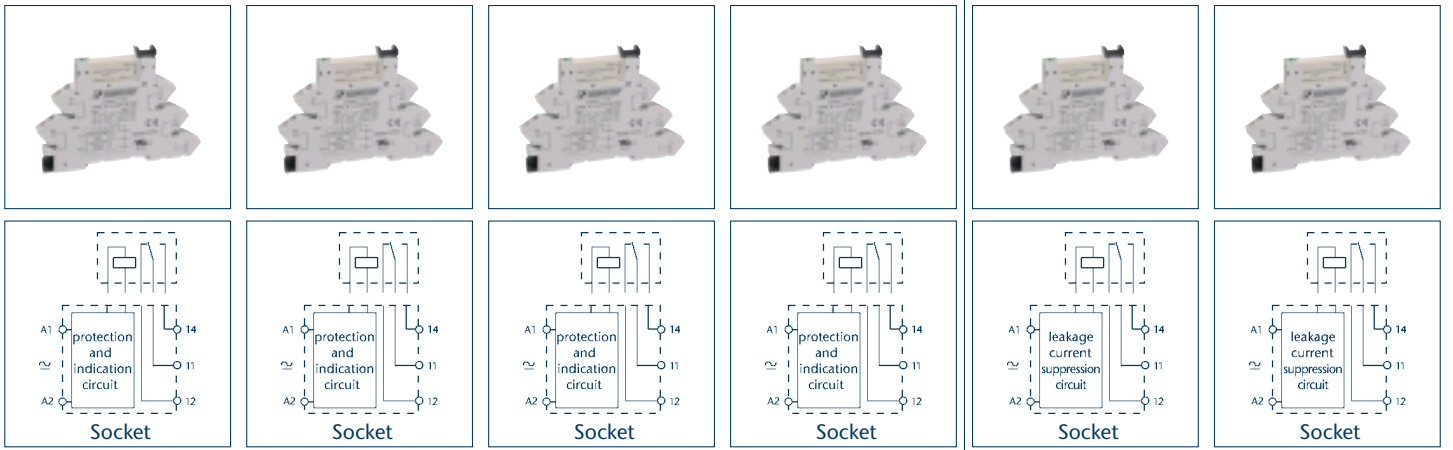 A1
protection
and
indication
circuit
A2
14
11
12
Socket
A1
protection
and
indication
circuit
A2
14
11
12
Socket
A1
protection
and
indication
circuit
A2
14
11
12
Socket
A1
protection
and
indication
circuit
A2
14
11
12
Socket
A1
leakage
current
suppression
circuit
A2
14
11
12
Socket
A1
leakage
current
suppression
circuit
A2
14
11
12
Socket